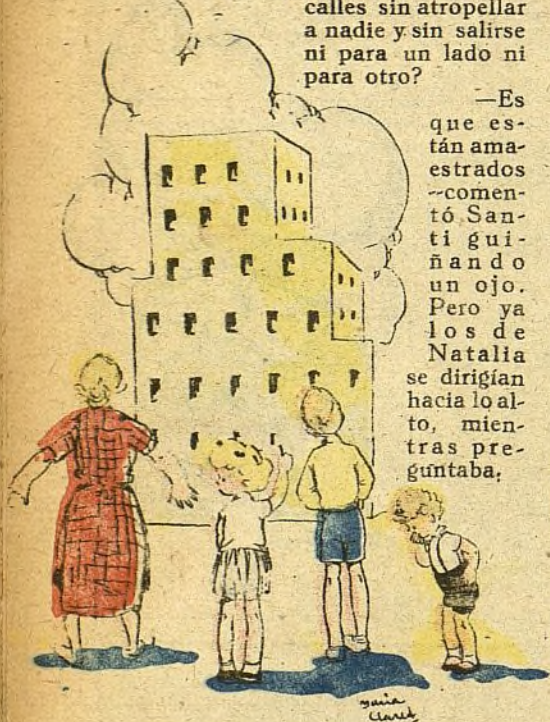 calles sin atropellar
a nadie y sin salirse
ni para un lado ni
para otro?
—Es
que es-
tán ama-
estrados
—comen-
tó San-
ti gui-
ñando
un ojo.
Pero ya
los de
Natalia
se dirigían
hacia lo al-
to, mien-
tras pre-
guntaba:
Maria
Claret